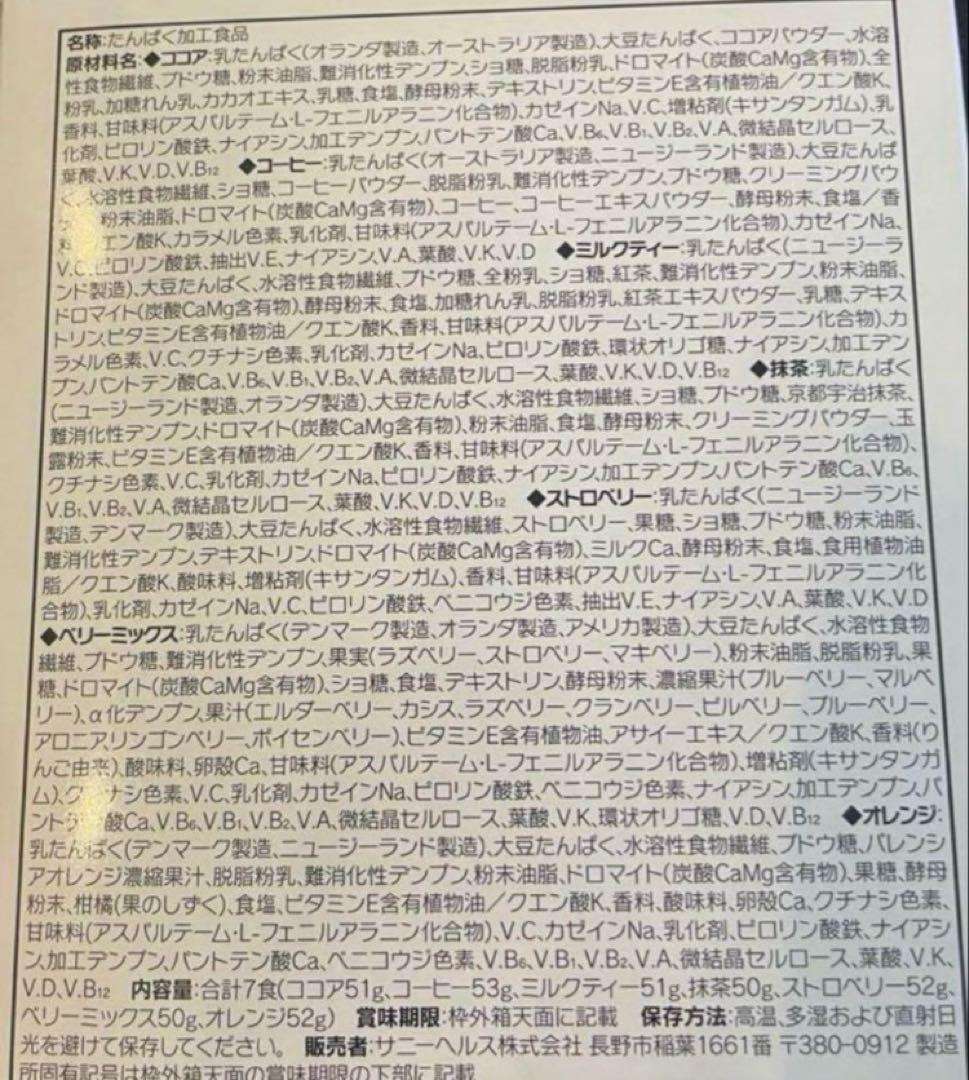 名称:たんぱく加工食品
原材料名:◆ココア:乳たんぱく(オランダ製造、オーストラリア製造)、大豆たんぱく、ココアパウダー、水溶
性食物繊維、ブドウ糖、粉末油脂、難消化性デンプン、ショ糖、脱脂粉乳、ドロマイト(炭酸CaMg含有物)、全
粉乳、加糖れん乳、カカオエキス、乳糖、食塩、酵母粉末、デキストリン、ビタミンE含有植物油／クエン酸K、
香料、甘味料(アスパルテーム・L-フェニルアラニン化合物)、カゼインNa、V.C、増粘剤(キサンタンガム)、乳
化剤、ピロリン酸鉄、ナイアシン、加工デンプン、パントテン酸Ca、V.B₆、V.B₁、V.B₂、V.A、微結晶セルロース、
葉酸、V.K、V.D、V.B₁₂ ◆コーヒー:乳たんぱく(オーストラリア製造、ニュージーランド製造)、大豆たんぱ
く、水溶性食物繊維、ショ糖、コーヒーパウダー、脱脂粉乳、難消化性デンプン、ブドウ糖、クリーミングパウ
粉末油脂、ドロマイト(炭酸CaMg含有物)、コーヒー、コーヒーエキスパウダー、酵母粉末、食塩／香
エン酸K、カラメル色素、乳化剤、甘味料(アスパルテーム・L-フェニルアラニン化合物)、カゼインNa、
V.C、ピロリン酸鉄、抽出V.E、ナイアシン、V.A、葉酸、V.K、V.D ◆ミルクティー:乳たんぱく(ニュージーラ
ンド製造)、大豆たんぱく、水溶性食物繊維、ブドウ糖、全粉乳、ショ糖、紅茶、難消化性デンプン、粉末油脂、
ドロマイト(炭酸CaMg含有物)、酵母粉末、食塩、加糖れん乳、脱脂粉乳、紅茶エキスパウダー、乳糖、デキス
トリン、ビタミンE含有植物油／クエン酸K、香料、甘味料(アスパルテーム・L-フェニルアラニン化合物)、カ
ラメル色素、V.C、クチナシ色素、乳化剤、カゼインNa、ピロリン酸鉄、環状オリゴ糖、ナイアシン、加工デン
プン、パントテン酸Ca、V.B₆、V.B₁、V.B₂、V.A、微結晶セルロース、葉酸、V.K、V.D、V.B₁₂ ◆抹茶:乳たんぱく
(ニュージーランド製造、オランダ製造)、大豆たんぱく、水溶性食物繊維、ショ糖、ブドウ糖、京都宇治抹茶、
難消化性デンプン、ドロマイト(炭酸CaMg含有物)、粉末油脂、食塩、酵母粉末、クリーミングパウダー、玉
露粉末、ビタミンE含有植物油／クエン酸K、香料、甘味料(アスパルテーム・L-フェニルアラニン化合物)、
クチナシ色素、V.C、乳化剤、カゼインNa、ピロリン酸鉄、ナイアシン、加工デンプン、パントテン酸Ca、V.B₆、
V.B₁、V.B₂、V.A、微結晶セルロース、葉酸、V.K、V.D、V.B₁₂ ◆ストロベリー:乳たんぱく(ニュージーランド
製造、デンマーク製造)、大豆たんぱく、水溶性食物繊維、ストロベリー、果糖、ショ糖、ブドウ糖、粉末油脂、
難消化性デンプン、デキストリン、ドロマイト(炭酸CaMg含有物)、ミルクCa、酵母粉末、食塩、食用植物油
脂／クエン酸K、酸味料、増粘剤(キサンタンガム)、香料、甘味料(アスパルテーム・L-フェニルアラニン化
合物)、乳化剤、カゼインNa、V.C、ピロリン酸鉄、ベニコウジ色素、抽出V.E、ナイアシン、V.A、葉酸、V.K、V.D
◆ベリーミックス:乳たんぱく(デンマーク製造、オランダ製造、アメリカ製造)、大豆たんぱく、水溶性食物
繊維、ブドウ糖、難消化性デンプン、果実(ラズベリー、ストロベリー、マキベリー)、粉末油脂、脱脂粉乳、果
糖、ドロマイト(炭酸CaMg含有物)、ショ糖、食塩、デキストリン、酵母粉末、濃縮果汁(ブルーベリー、マルベ
リー)、α化デンプン、果汁(エルダーベリー、カシス、ラズベリー、クランベリー、ビルベリー、ブルーベリー、
アロニア、リンゴンベリー、ボイセンベリー)、ビタミンE含有植物油、アサイーエキス／クエン酸K、香料(り
んご由来)、酸味料、卵殻Ca、甘味料(アスパルテーム・L-フェニルアラニン化合物)、増粘剤(キサンタンガ
ム)、クチナシ色素、V.C、乳化剤、カゼインNa、ピロリン酸鉄、ベニコウジ色素、ナイアシン、加工デンプン、パ
ントテン酸Ca、V.B₆、V.B₁、V.B₂、V.A、微結晶セルロース、葉酸、V.K、環状オリゴ糖、V.D、V.B₁₂ ◆オレンジ:
乳たんぱく(デンマーク製造、ニュージーランド製造)、大豆たんぱく、水溶性食物繊維、ブドウ糖、バレンシ
アオレンジ濃縮果汁、脱脂粉乳、難消化性デンプン、粉末油脂、ドロマイト(炭酸CaMg含有物)、果糖、酵母
粉末、柑橘(果のしずく)、食塩、ビタミンE含有植物油／クエン酸K、香料、酸味料、卵殻Ca、クチナシ色素、
甘味料(アスパルテーム・L-フェニルアラニン化合物)、V.C、カゼインNa、乳化剤、ピロリン酸鉄、ナイアシ
ン、加工デンプン、パントテン酸Ca、ベニコウジ色素、V.B₆、V.B₁、V.B₂、V.A、微結晶セルロース、葉酸、V.K、
V.D、V.B₁₂ 内容量:合計7食(ココア51g、コーヒー53g、ミルクティー51g、抹茶50g、ストロベリー52g、
ベリーミックス50g、オレンジ52g) 賞味期限:枠外箱天面に記載 保存方法:高温、多湿および直射日
光を避けて保存してください。 販売者:サニーヘルス株式会社 長野市稲葉1661番 〒380-0912 製造
所固有記号は枠外箱天面の賞味期限の下部に記載